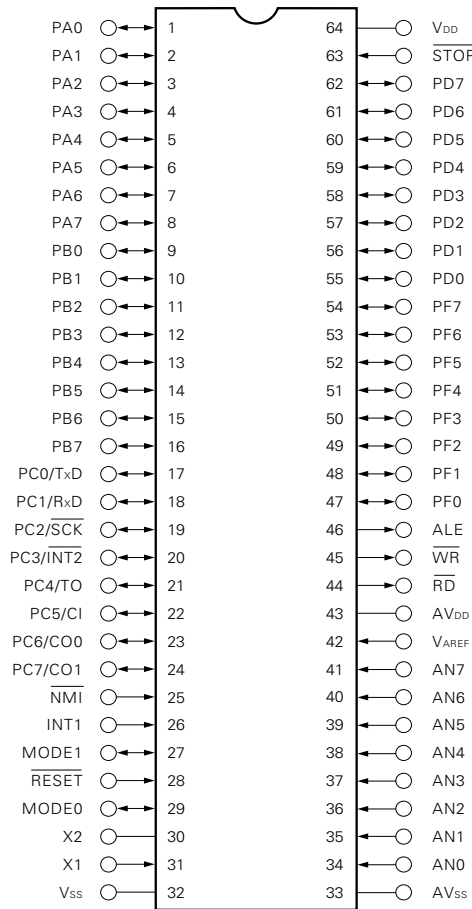 PA0 1 64 VDD
PA1 2 63 STOP
PA2 3 62 PD7
PA3 4 61 PD6
PA4 5 60 PD5
PA5 6 59 PD4
PA6 7 58 PD3
PA7 8 57 PD2
PB0 9 56 PD1
PB1 10 55 PD0
PB2 11 54 PF7
PB3 12 53 PF6
PB4 13 52 PF5
PB5 14 51 PF4
PB6 15 50 PF3
PB7 16 49 PF2
PC0/TxD 17 48 PF1
PC1/RxD 18 47 PF0
PC2/SCK 19 46 ALE
PC3/INT2 20 45 WR
PC4/TO 21 44 RD
PC5/CI 22 43 AVDD
PC6/CO0 23 42 VAREF
PC7/CO1 24 41 AN7
NMI 25 40 AN6
INT1 26 39 AN5
MODE1 27 38 AN4
RESET 28 37 AN3
MODE0 29 36 AN2
X2 30 35 AN1
X1 31 34 AN0
VSS 32 33 AVSS